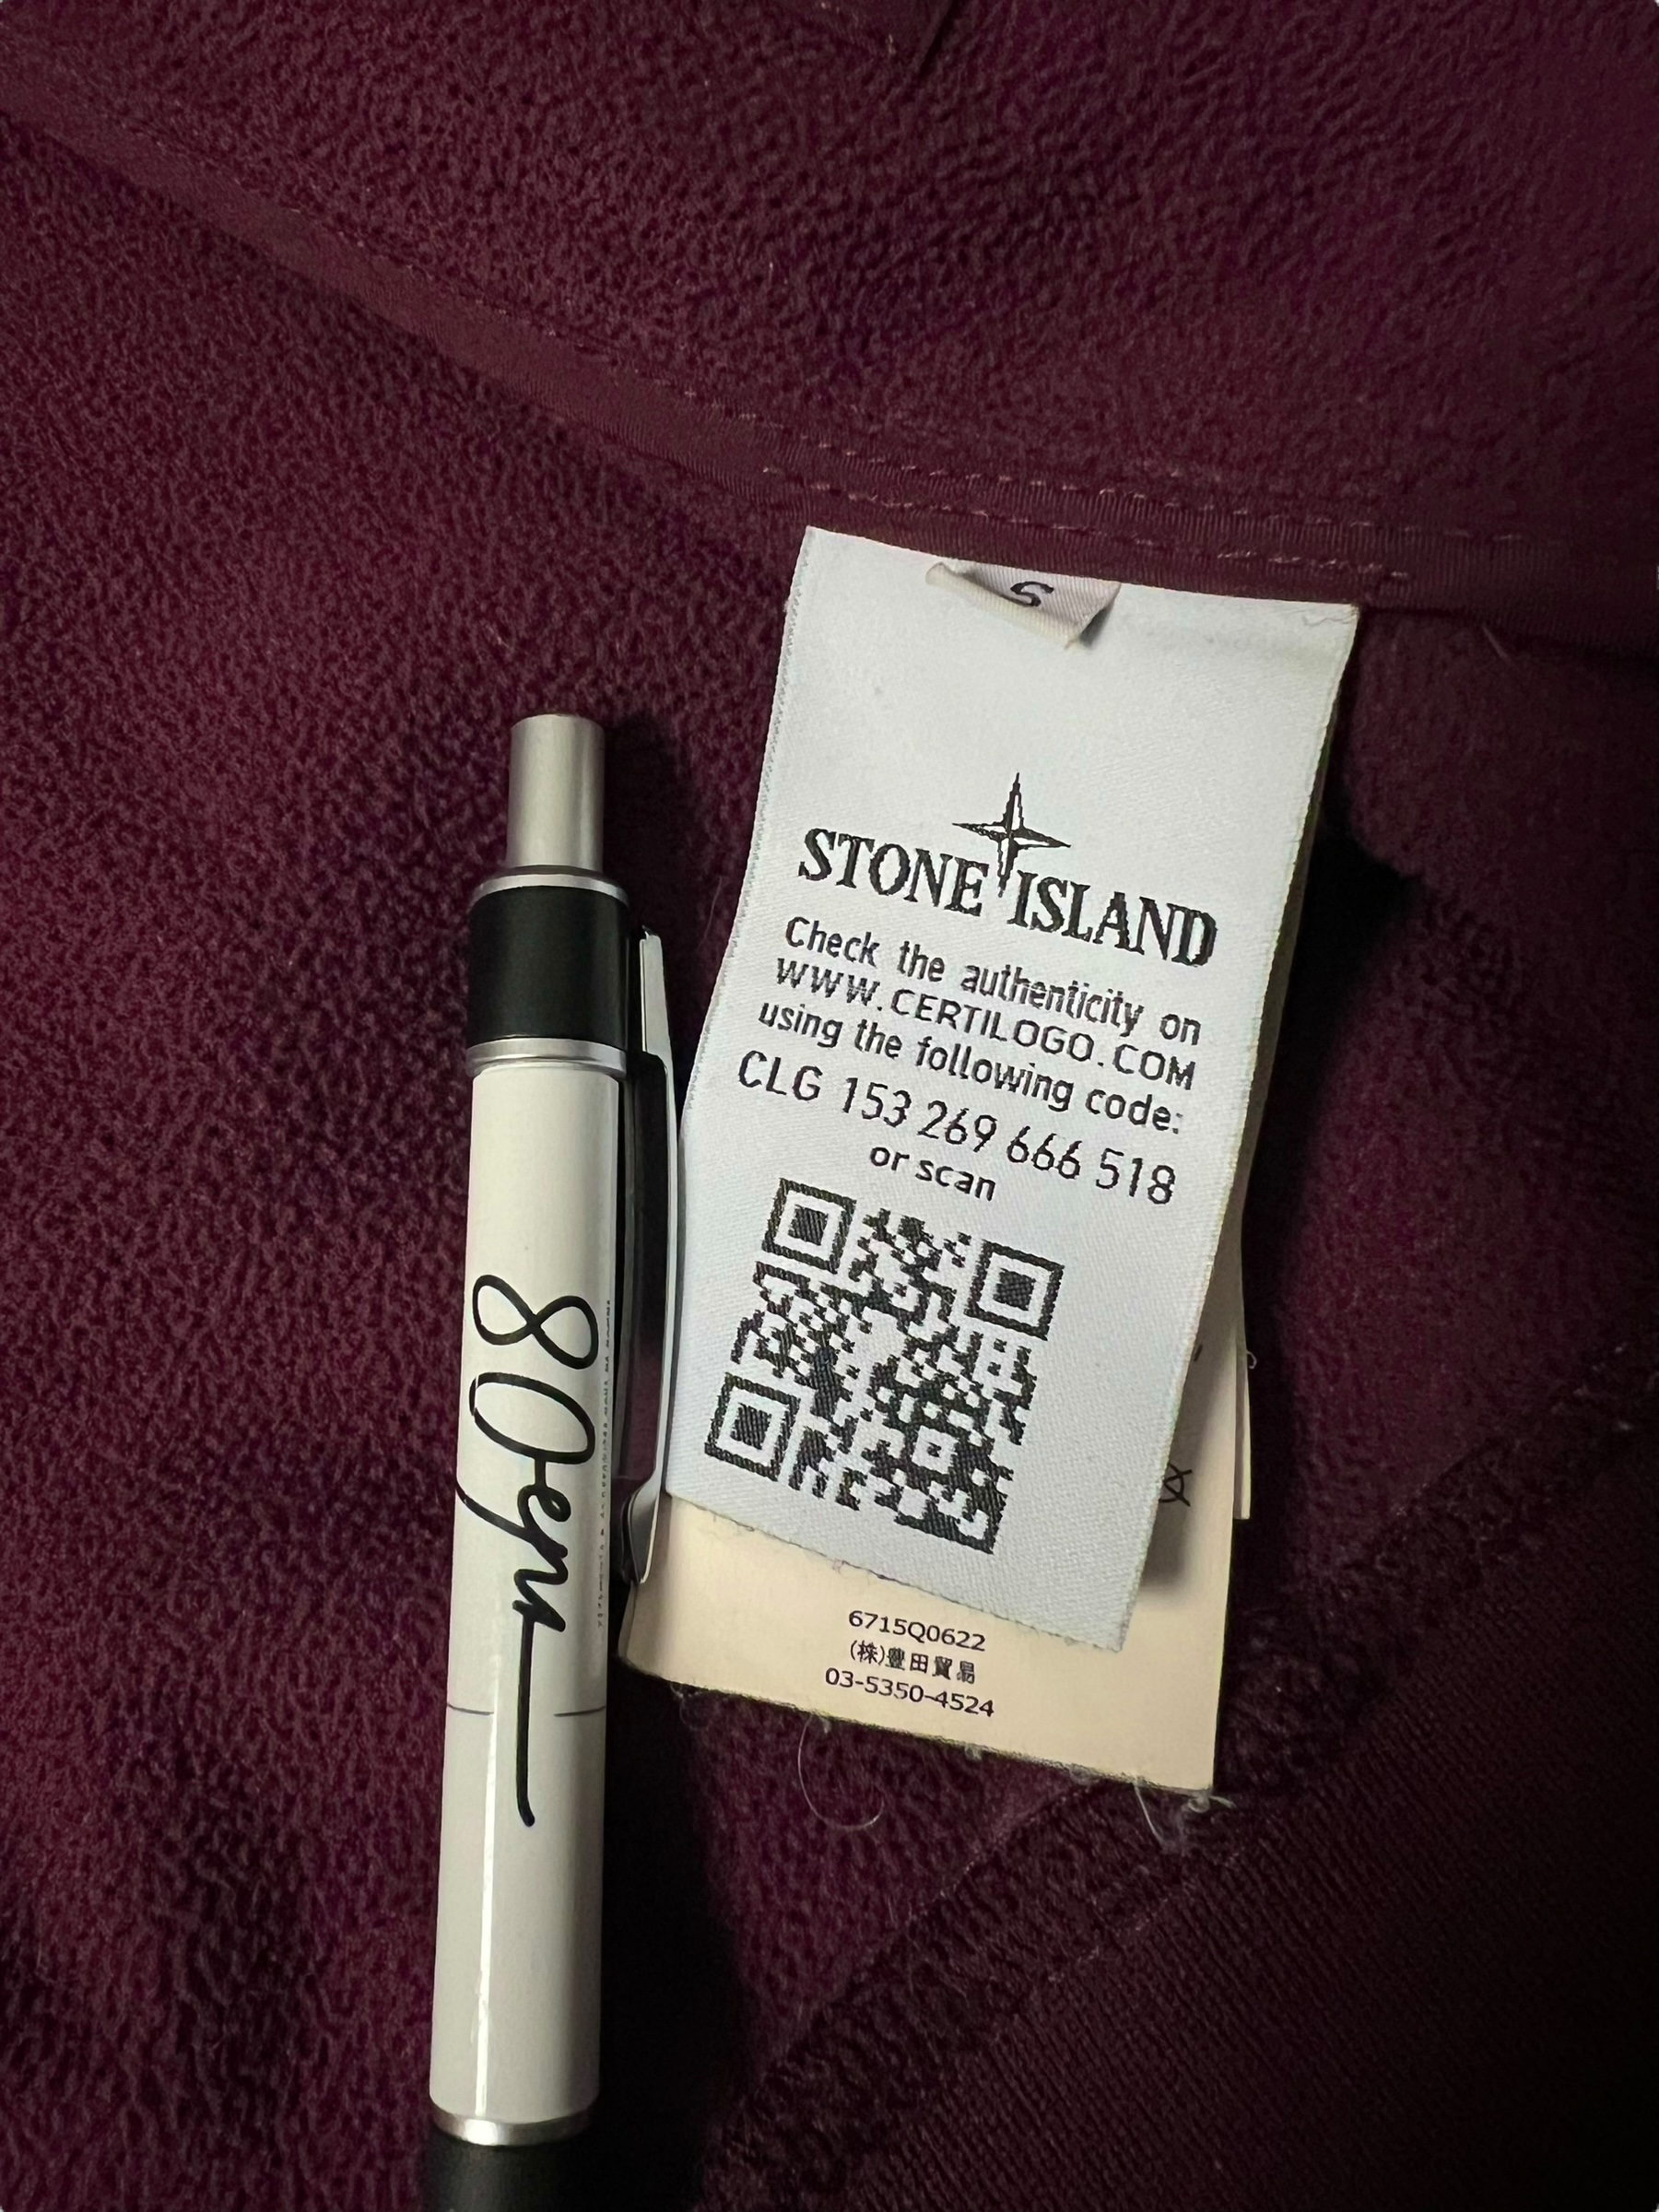 S
STONE ISLAND
Check the authenticity on
WWW.CERTILOGO.COM
using the following code:
CLG 153 269 666 518
or scan
6715Q0622
(株)豊田貿易
03-5350-4524